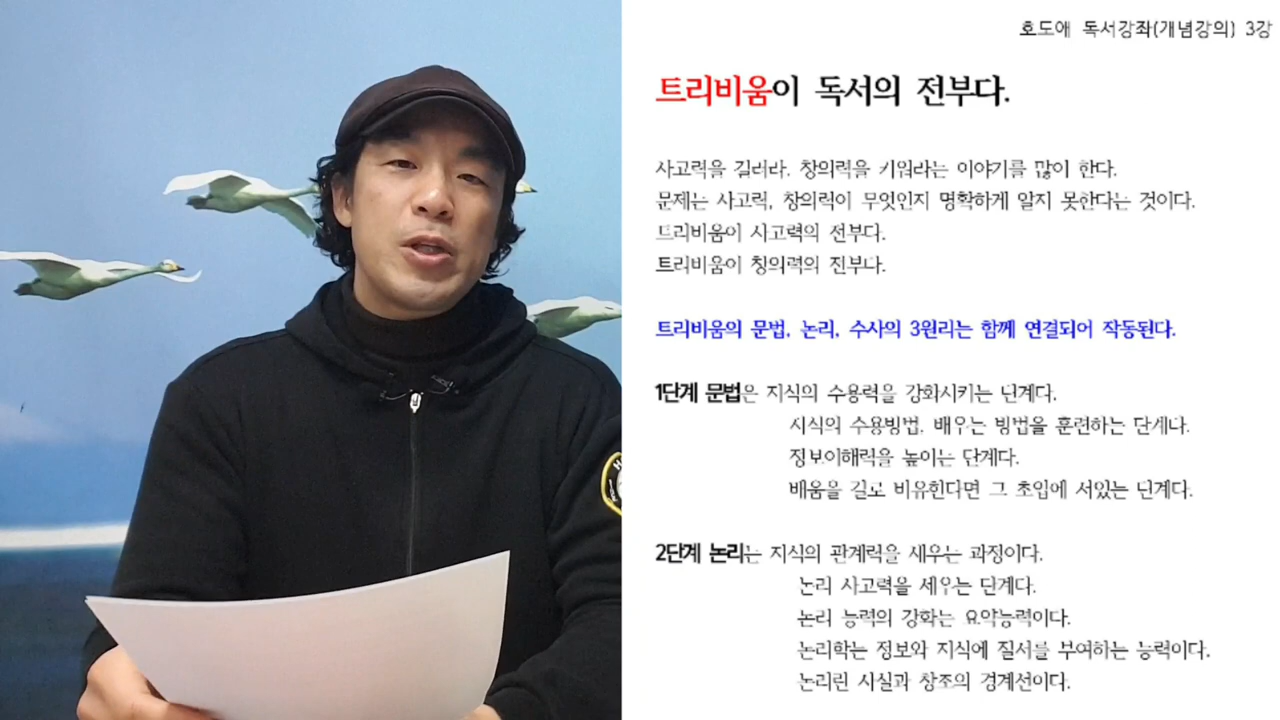 호도애 독서강좌(개념강의) 3강
트리비움이 독서의 전부다.
사고력을 길러라. 창의력을 키워라는 이야기를 많이 한다.
문제는 사고력, 창의력이 무엇인지 명확하게 알지 못한다는 것이다.
트리비움이 사고력의 전부다.
트리비움이 창의력의 전부다.
트리비움의 문법, 논리, 수사의 3원리는 함께 연결되어 작동된다.
1단계 문법은 지식의 수용력을 강화시키는 단계다.
지식의 수용방법, 배우는 방법을 훈련하는 단계다.
정보이해력을 높이는 단계다.
배움을 길로 비유한다면 그 초입에 서있는 단계다.
2단계 논리는 지식의 관계력을 세우는 과정이다.
논리 사고력을 세우는 단계다.
논리 능력의 강화는 요약능력이다.
논리학는 정보와 지식에 질서를 부여하는 능력이다.
논리란 사실과 창조의 경계선이다.